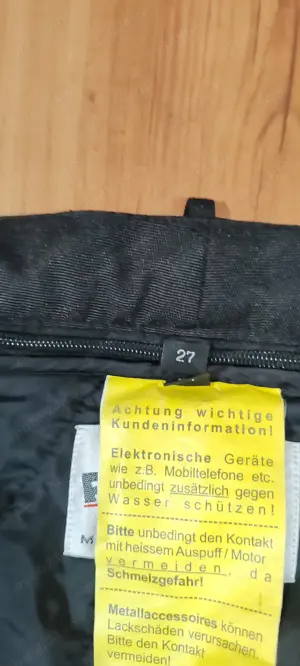 27
Achtung wichtige
Kundeninformation!
Elektronische Geräte
wie z.B. Mobiltelefone etc.
unbedingt zusätzlich gegen
Wasser schützen!
Bitte unbedingt den Kontakt
mit heissem Auspuff / Motor
vermeiden, da
Schmelzgefahr!
Metallaccessoires können
Lackschäden verursachen.
Bitte den Kontakt
vermeiden!